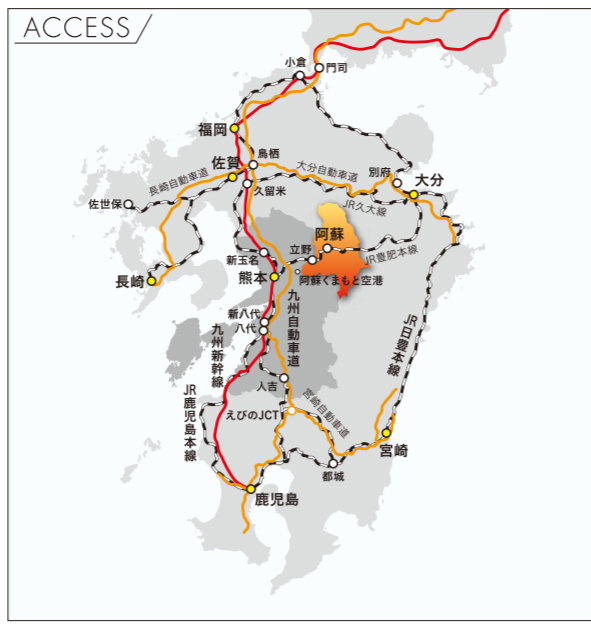 ACCESS
小倉
門司
福岡
鳥栖
佐賀
長崎自動車道
大分自動車道
別府
大分
久留米
佐世保
JR久大線
阿蘇
立野
JR豊肥本線
新玉名
阿蘇くまもと空港
長崎
熊本
九州自動車道
新八代
八代
九州新幹線
JR日豊本線
人吉
JR鹿児島本線
えびのJCT
宮崎自動車道
宮崎
都城
鹿児島